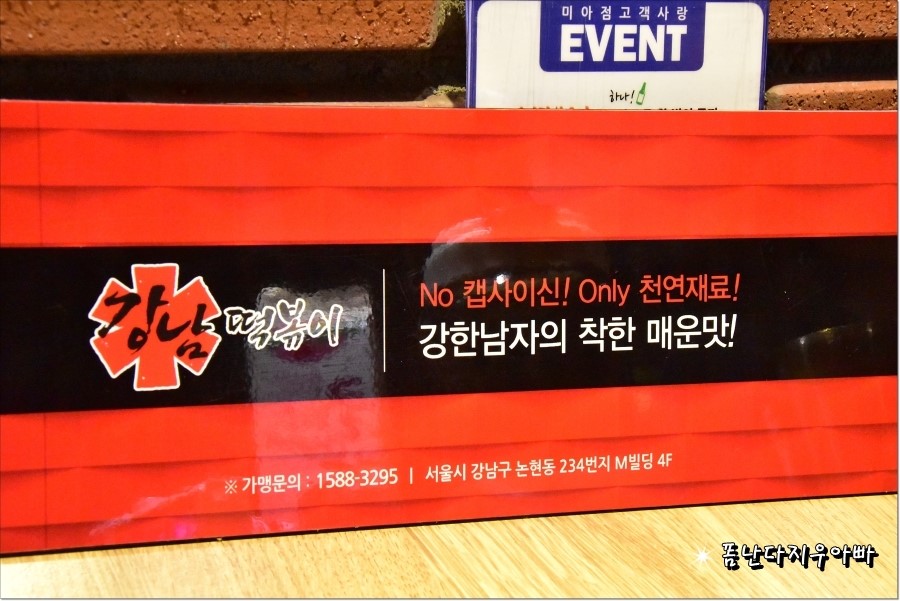 미아점고객사랑
EVENT
하나!
강남 떡볶이
No 캡사이신! Only 천연재료!
강한남자의 착한 매운맛!
※ 가맹문의 : 1588-3295 | 서울시 강남구 논현동 234번지 M빌딩 4F
폼난다지우아빠